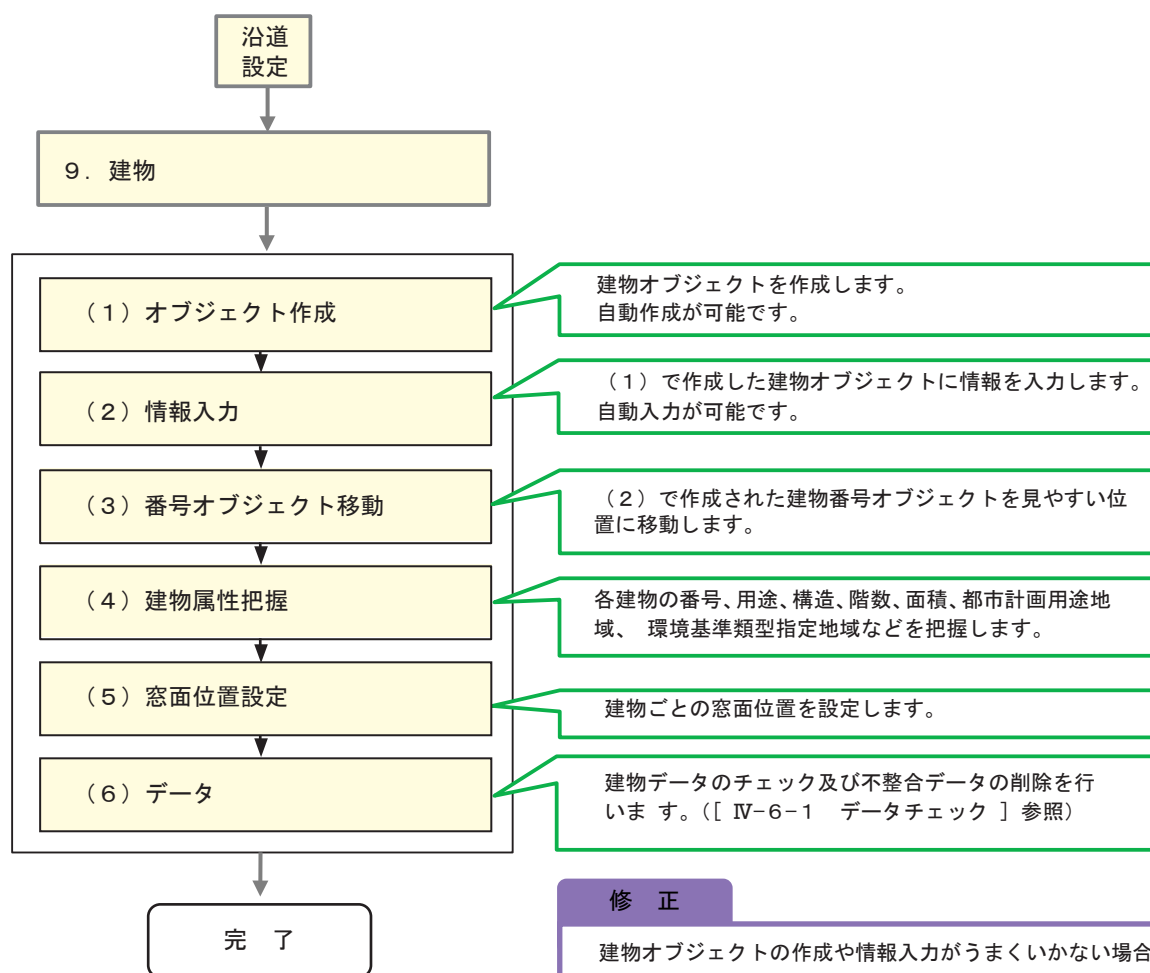 沿道
設定
９．建物
（１）オブジェクト作成
建物オブジェクトを作成します。
自動作成が可能です。
（２）情報入力
（１）で作成した建物オブジェクトに情報を入力します。
自動入力が可能です。
（３）番号オブジェクト移動
（２）で作成された建物番号オブジェクトを見やすい位
置に移動します。
（４）建物属性把握
各建物の番号、用途、構造、階数、面積、都市計画用途地
域、 環境基準類型指定地域などを把握します。
（５）窓面位置設定
建物ごとの窓面位置を設定します。
（６）データ
建物データのチェック及び不整合データの削除を行
いま す。（［ Ⅳ−６−１　データチェック ］参照）
完　了
修　正
建物オブジェクトの作成や情報入力がうまくいかない場合